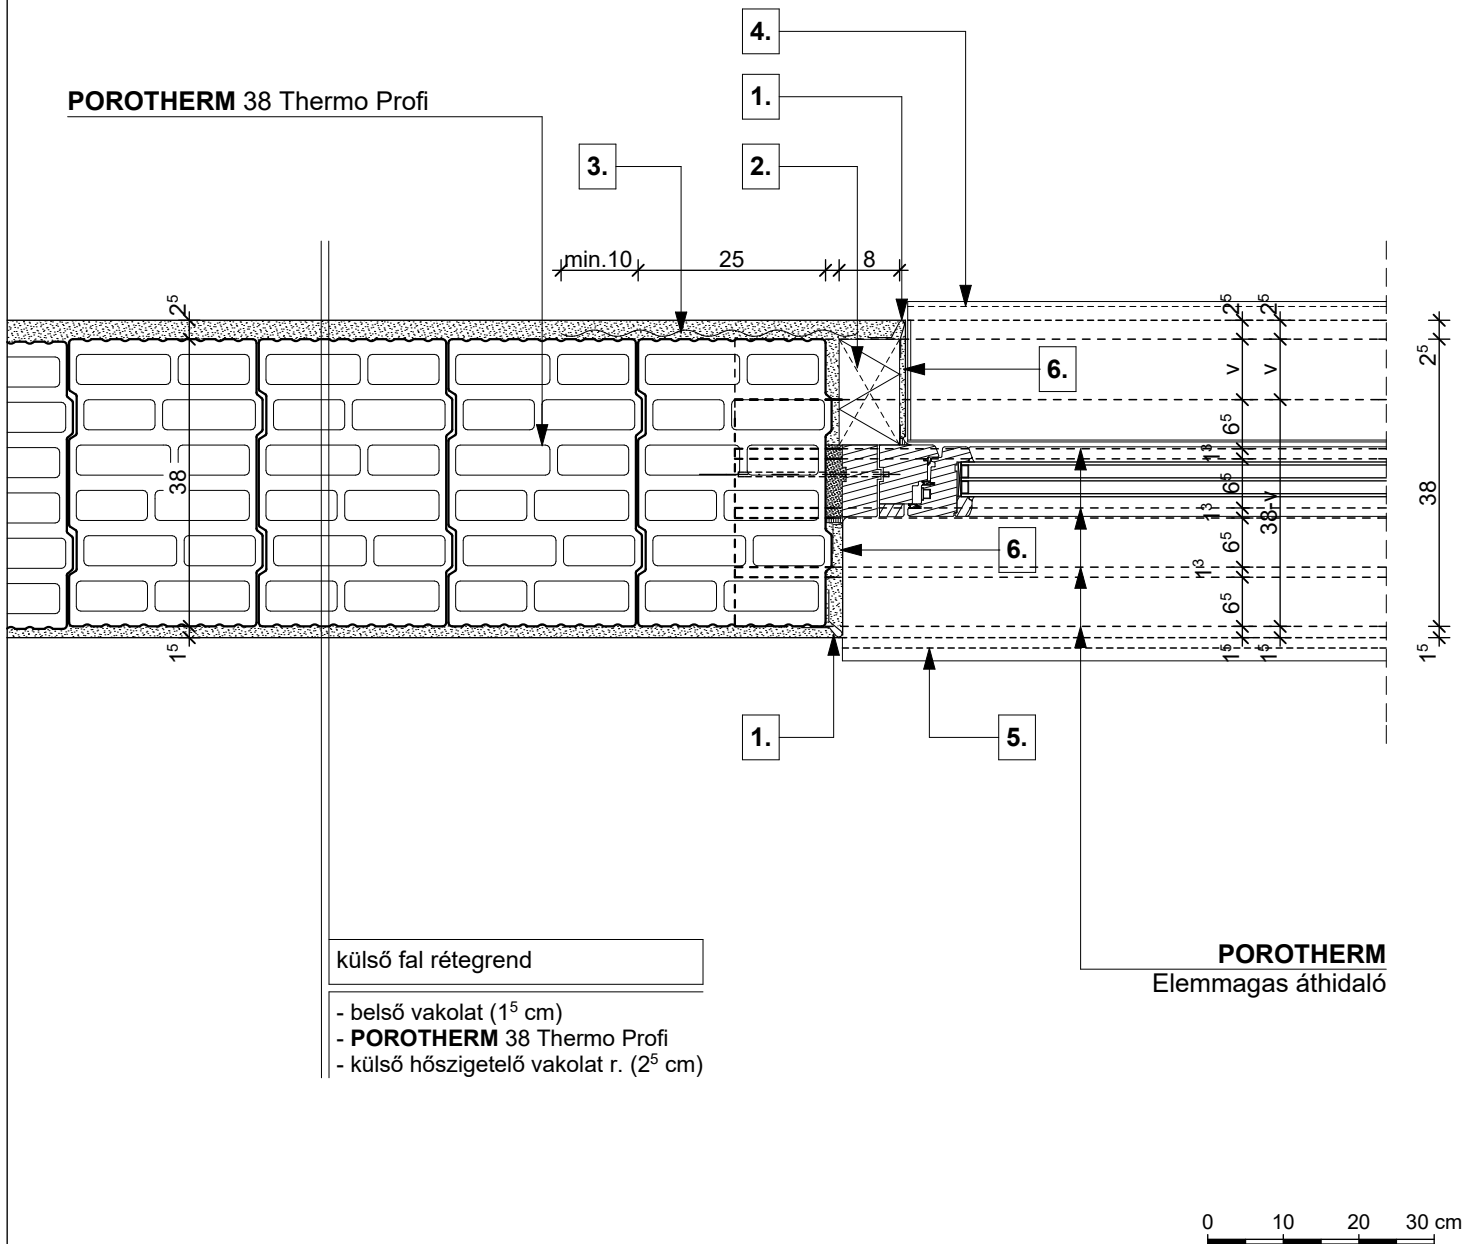 4.
POROTHERM 38 Thermo Profi
1.
3.
2.
min.10 25 8
2⁵
2⁵ 2⁵
6.
v v
2⁵
6⁵
1³
38
6⁵
38-v
38
1³
6.
6⁵
1³
6⁵
1⁵
1⁵ 1⁵
1⁵
1.
5.
külső fal rétegrend
POROTHERM
Elemmagas áthidaló
- belső vakolat (1⁵ cm)
- POROTHERM 38 Thermo Profi
- külső hőszigetelő vakolat r. (2⁵ cm)
0 10 20 30 cm